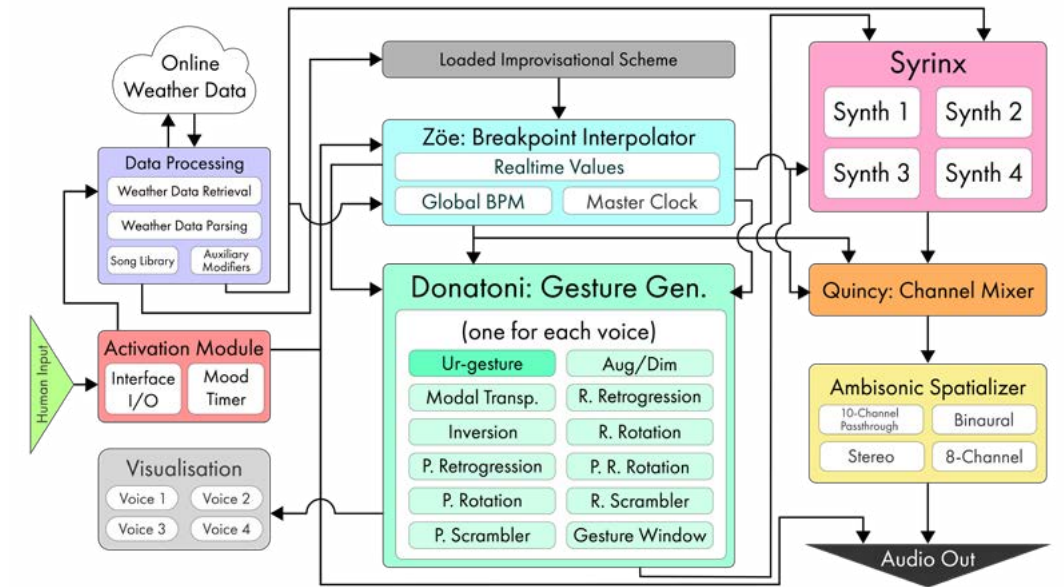 Online
Weather Data
Data Processing
Weather Data Retrieval
Weather Data Parsing
Song Library
Auxiliary
Modifiers
Human Input
Activation Module
Interface
I/O
Mood
Timer
Visualisation
Voice 1
Voice 2
Voice 3
Voice 4
Loaded Improvisational Scheme
Zöe: Breakpoint Interpolator
Realtime Values
Global BPM
Master Clock
Donatoni: Gesture Gen.
(one for each voice)
Ur-gesture
Aug/Dim
Modal Transp.
R. Retrogression
Inversion
R. Rotation
P. Retrogression
P. R. Rotation
P. Rotation
R. Scrambler
P. Scrambler
Gesture Window
Syrinx
Synth 1
Synth 2
Synth 3
Synth 4
Quincy: Channel Mixer
Ambisonic Spatializer
10-Channel
Passthrough
Binaural
Stereo
8-Channel
Audio Out